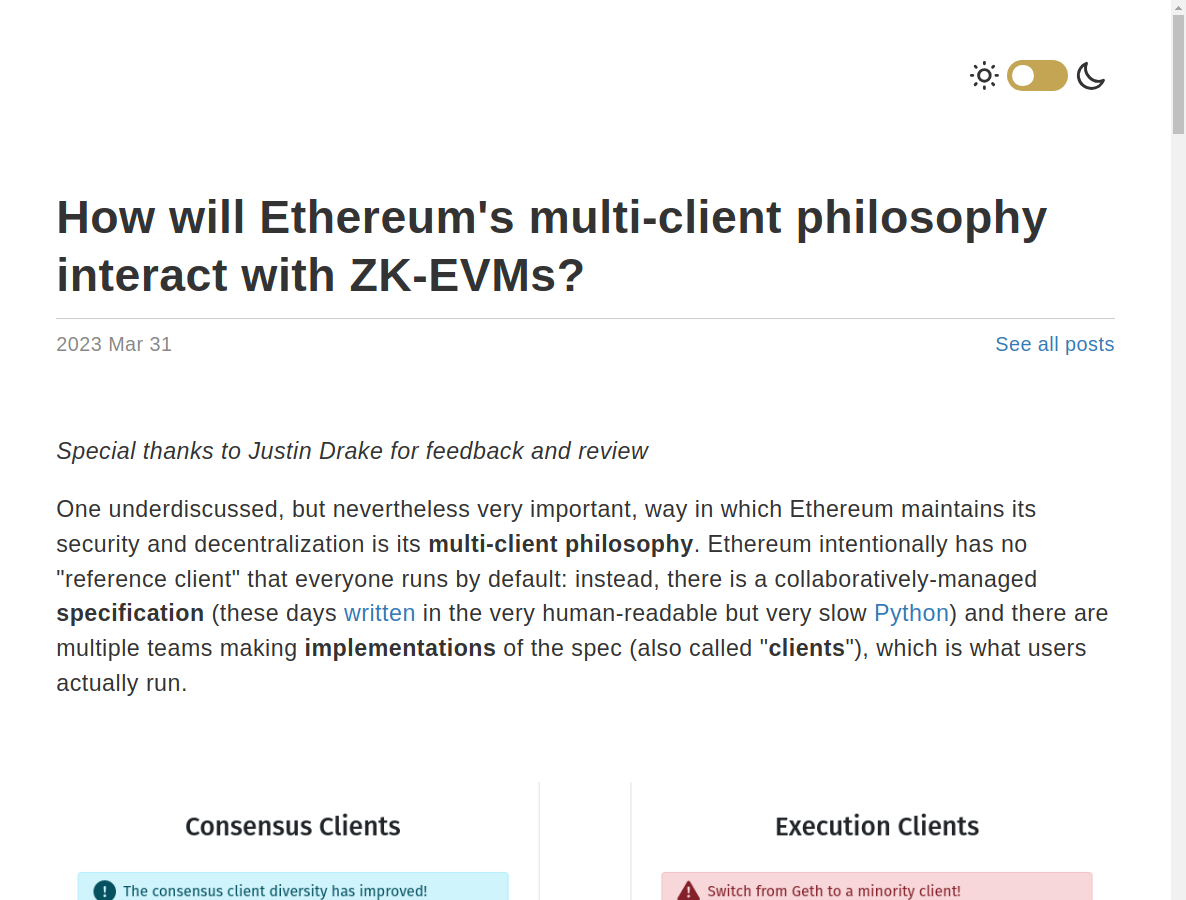 How will Ethereum's multi-client philosophy
interact with ZK-EVMs?
2023 Mar 31
See all posts
Special thanks to Justin Drake for feedback and review
One underdiscussed, but nevertheless very important, way in which Ethereum maintains its
security and decentralization is its multi-client philosophy. Ethereum intentionally has no
"reference client" that everyone runs by default: instead, there is a collaboratively-managed
specification (these days written in the very human-readable but very slow Python) and there are
multiple teams making implementations of the spec (also called "clients"), which is what users
actually run.
Consensus Clients
The consensus client diversity has improved!
Execution Clients
Switch from Geth to a minority client!